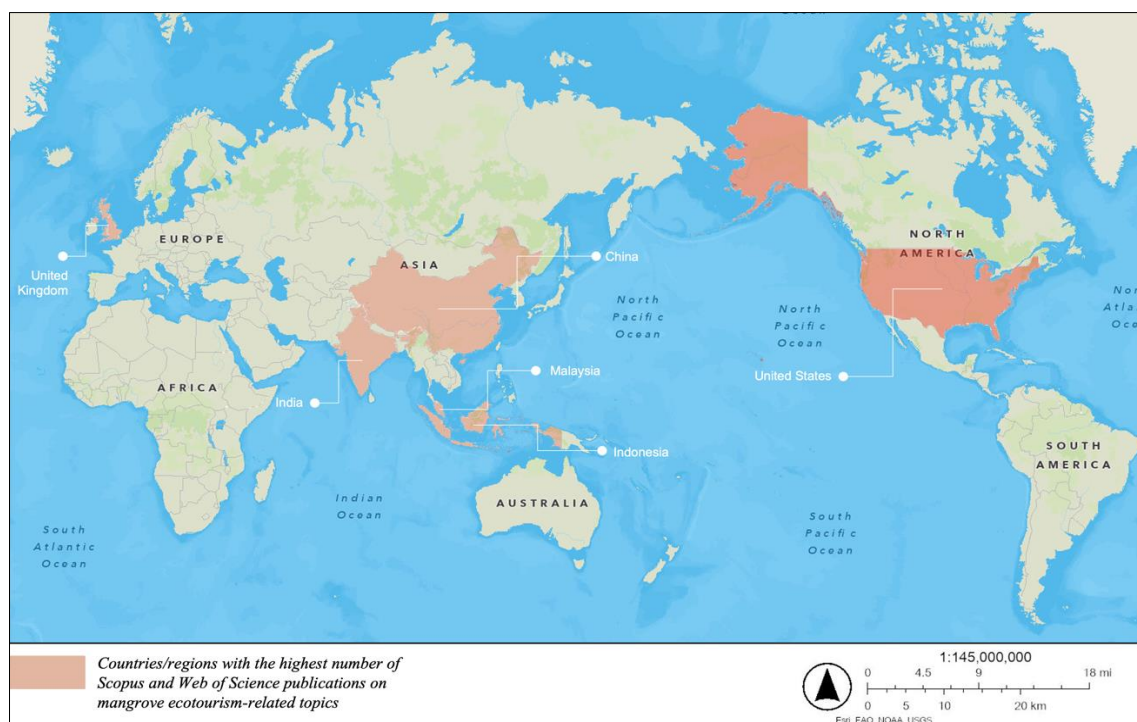 EUROPE
ASIA
AFRICA
AUSTRALIA
NORTH
AMERICA
SOUTH
AMERICA
United
Kingdom
China
India
Malaysia
Indonesia
United States
North
Pacific
Ocean
North
Pacific
Ocean
Indian
Ocean
South
Atlantic
Ocean
South
Pacific
Ocean
Ocean
Countries/regions with the highest number of
Scopus and Web of Science publications on
mangrove ecotourism-related topics
1:145,000,000
0 4.5 9 18 mi
0 5 10 20 km
Esri, FAO, NOAA, USGS